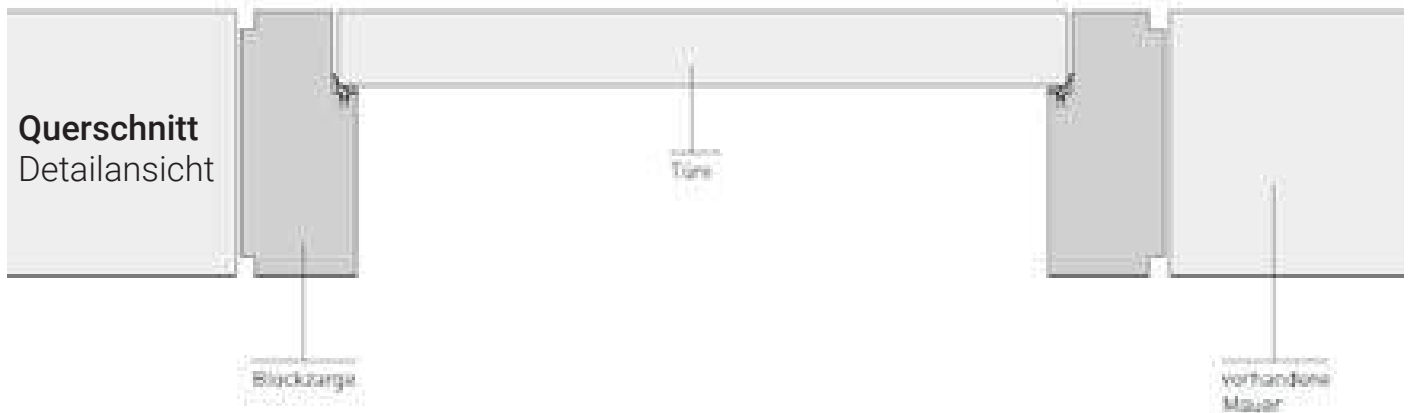 Querschnitt
Detailansicht
Türe
Blockzarge
vorhandene
Mauer